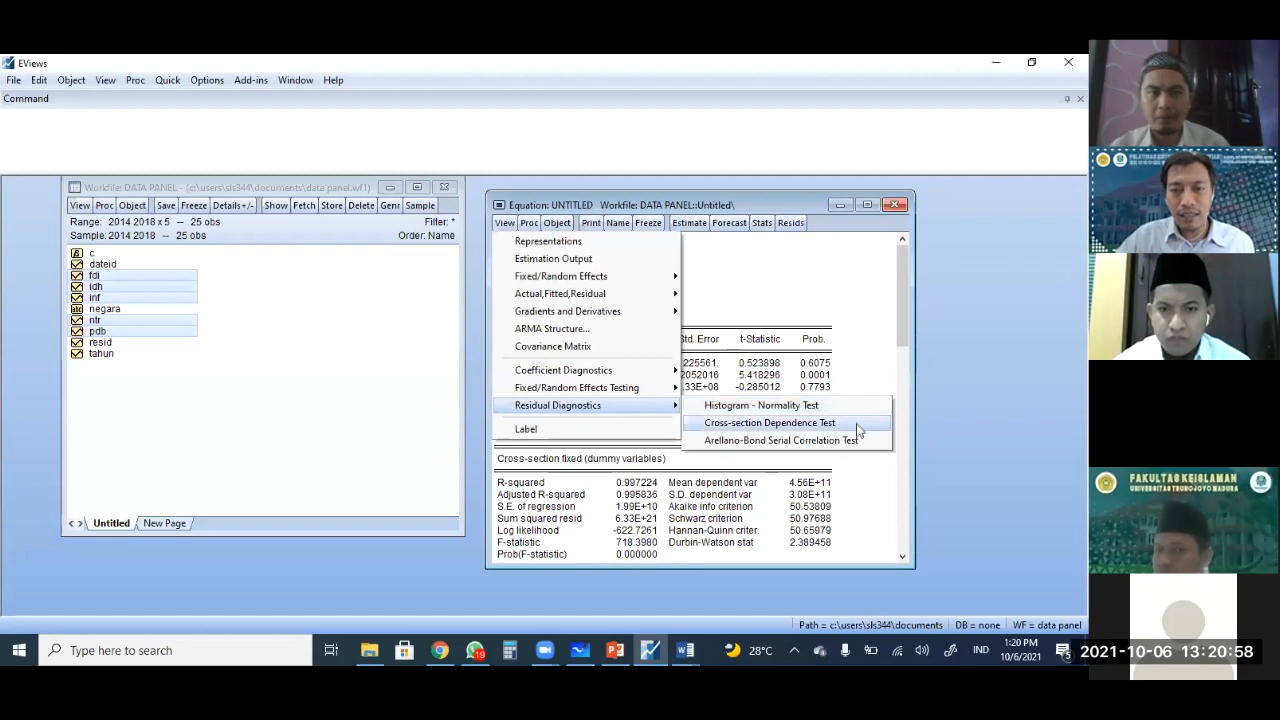 EViews
File Edit Object View Proc Quick Options Add-ins Window Help
Command
Workfile: DATA PANEL - (c:\users\sls344\documents\data panel.wf1)
View Proc Object Save Freeze Details+/- Show Fetch Store Delete Genr Sample
Range: 2014 2018 x 5 -- 25 obs Filter: *
Sample: 2014 2018 -- 25 obs Order: Name
c
dateid
fdi
idh
inf
negara
ntr
pdb
resid
tahun
Untitled New Page
Equation: UNTITLED Workfile: DATA PANEL::Untitled\
View Proc Object Print Name Freeze Estimate Forecast Stats Resids
Representations
Estimation Output
Fixed/Random Effects
Actual,Fitted,Residual
Gradients and Derivatives
ARMA Structure...
Covariance Matrix
Coefficient Diagnostics
Fixed/Random Effects Testing
Residual Diagnostics
Label
Histogram - Normality Test
Cross-section Dependence Test
Arellano-Bond Serial Correlation Test
Std. Error t-Statistic Prob.
225561. 0.523898 0.6075
2052016 5.418296 0.0001
.33E+08 -0.285012 0.7793
Cross-section fixed (dummy variables)
R-squared 0.997224 Mean dependent var 4.56E+11
Adjusted R-squared 0.995836 S.D. dependent var 3.08E+11
S.E. of regression 1.99E+10 Akaike info criterion 50.53809
Sum squared resid 6.33E+21 Schwarz criterion 50.97688
Log likelihood -622.7261 Hannan-Quinn criter. 50.65979
F-statistic 718.3980 Durbin-Watson stat 2.389458
Prob(F-statistic) 0.000000
Path = c:\users\sls344\documents DB = none WF = data panel
Type here to search
19
28°C
IND
1:20 PM
10/6/2021
5
2021-10-06 13:20:58
FAKULTAS KEISLAMAN
UNIVERSITAS TRUNOJOYO MADURA